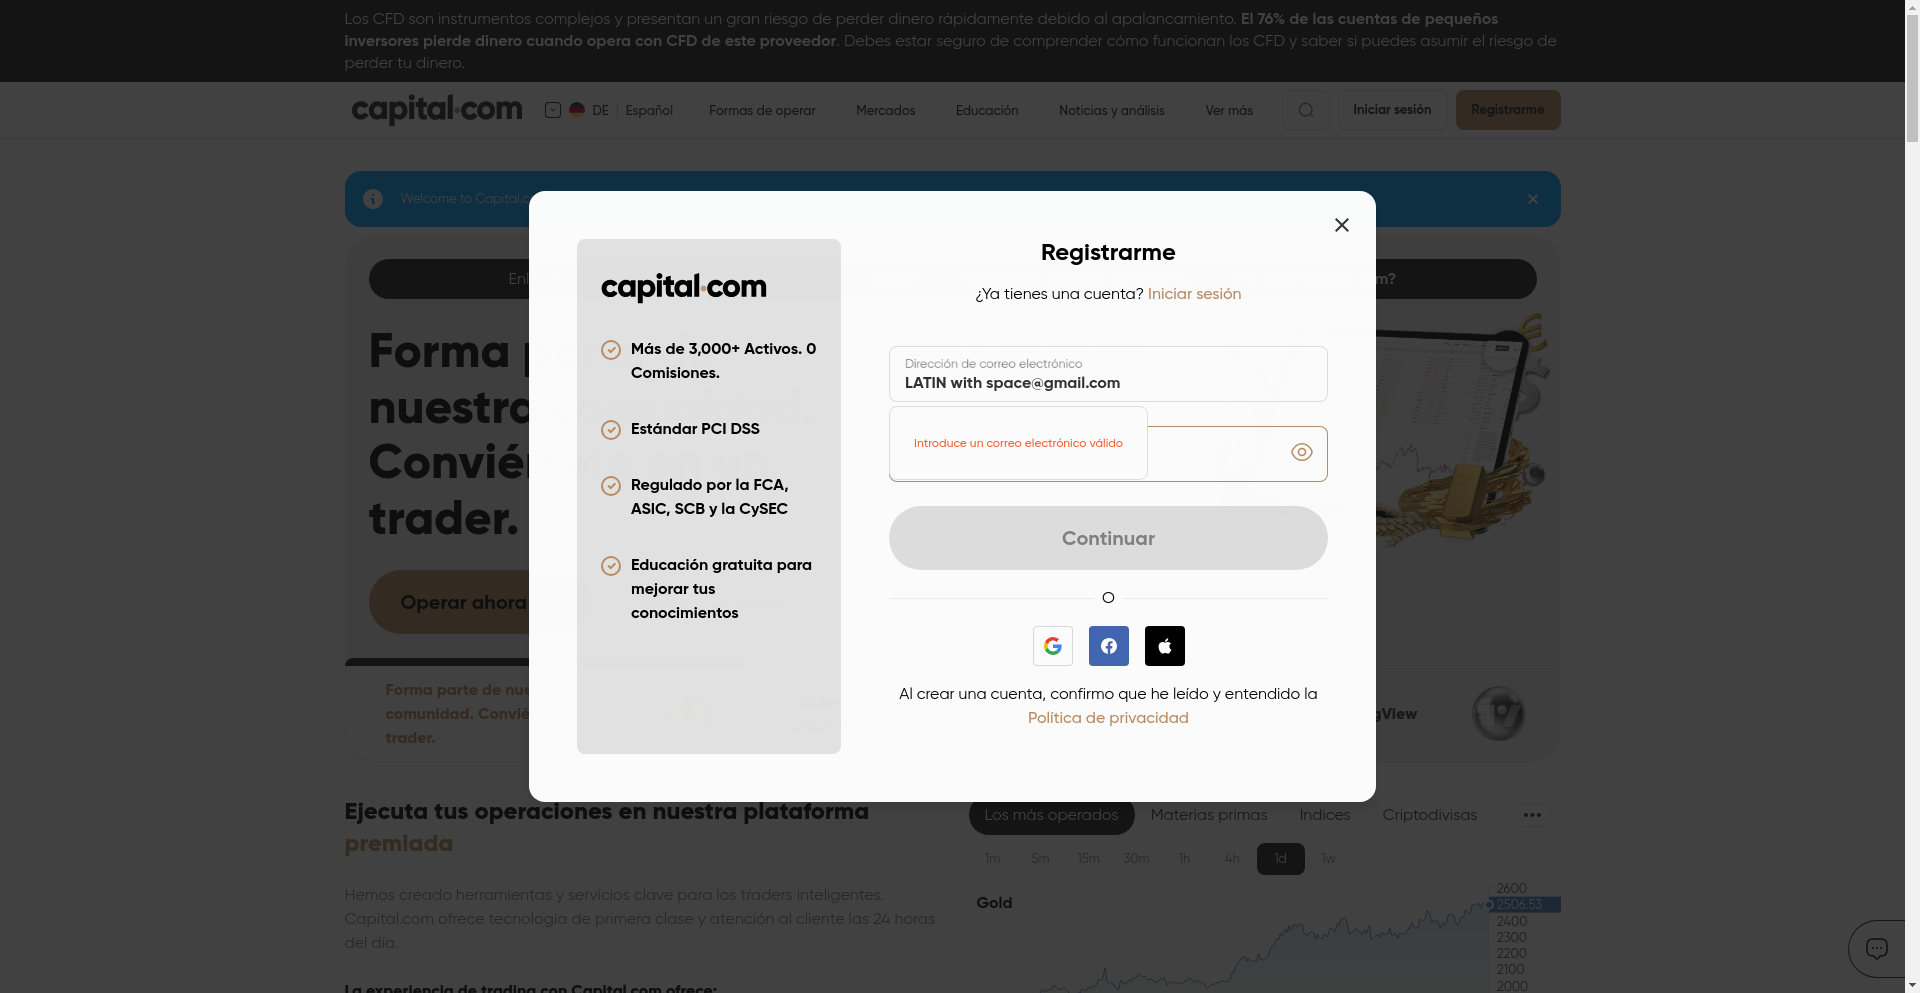 Los CFD son instrumentos complejos y presentan un gran riesgo de perder dinero rápidamente debido al apalancamiento. El 76% de las cuentas de pequeños
inversores pierde dinero cuando opera con CFD de este proveedor. Debes estar seguro de comprender cómo funcionan los CFD y saber si puedes asumir el riesgo de
perder tu dinero.
capital.com DE Español Formas de operar Mercados Educación Noticias y análisis Ver más Iniciar sesión Registrarme
Welcome to Capital.c
m?
Forma
nuestra
Convié
trader.
Operar ahora
Forma parte de nue
comunidad. Convié
trader.
gView
capital.com
Más de 3,000+ Activos. 0
Comisiones.
Estándar PCI DSS
Regulado por la FCA,
ASIC, SCB y la CySEC
Educación gratuita para
mejorar tus
conocimientos
Registrarme
¿Ya tienes una cuenta? Iniciar sesión
Dirección de correo electrónico
LATIN with space@gmail.com
Introduce un correo electrónico válido
Continuar
O
Al crear una cuenta, confirmo que he leído y entendido la
Política de privacidad
Ejecuta tus operaciones en nuestra plataforma
premiada
Hemos creado herramientas y servicios clave para los traders inteligentes.
Capital.com ofrece tecnología de primera clase y atención al cliente las 24 horas
del día.
La experiencia de trading con Capital.com ofrece:
Los más operados Materias primas Indices Criptodivisas
1m 5m 15m 30m 1h 4h 1d 1w
Gold
2600
2506.53
2400
2300
2200
2100
2000